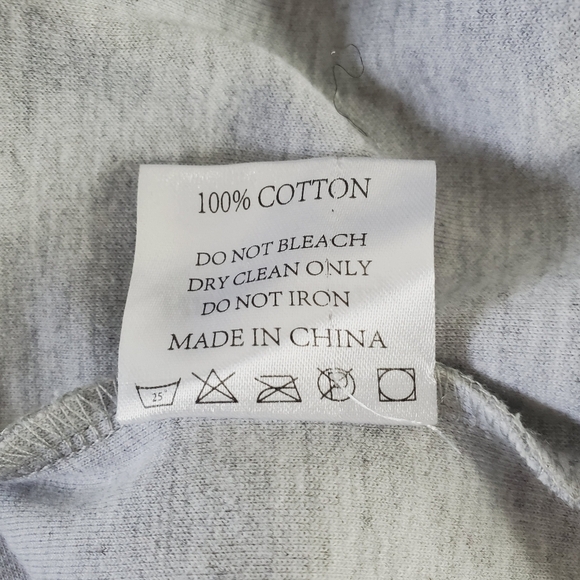 100% COTTON
DO NOT BLEACH
DRY CLEAN ONLY
DO NOT IRON
MADE IN CHINA
25°